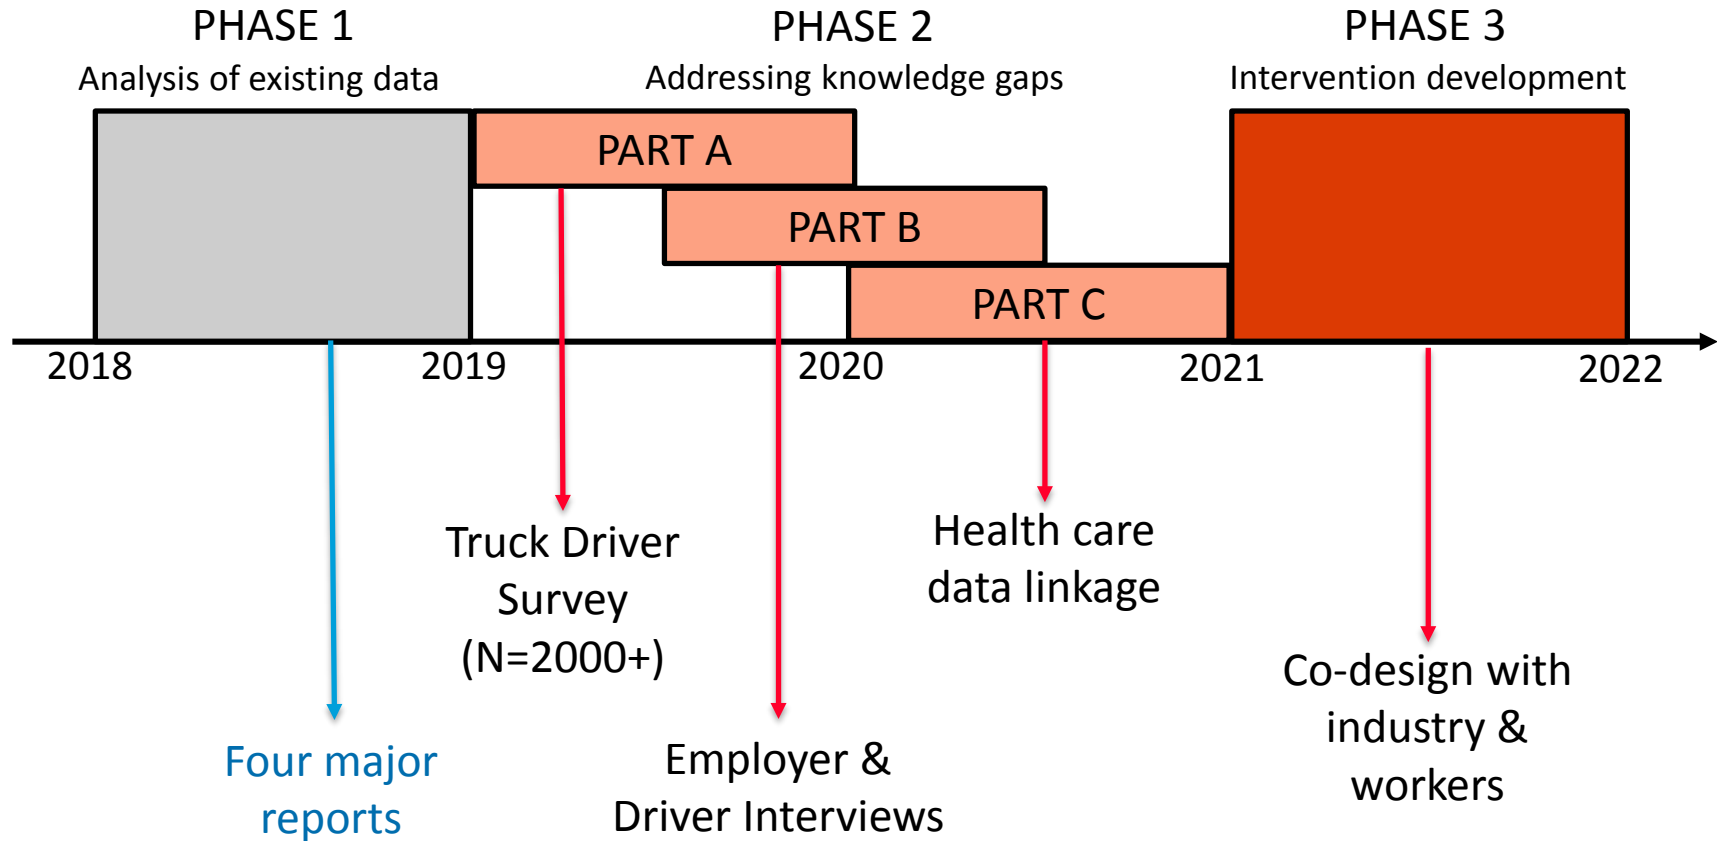 PHASE 1
Analysis of existing data
PHASE 2
Addressing knowledge gaps
PHASE 3
Intervention development
PART A
PART B
PART C
2018
2019
2020
2021
2022
Four major
reports
Truck Driver
Survey
(N=2000+)
Employer &
Driver Interviews
Health care
data linkage
Co-design with
industry &
workers